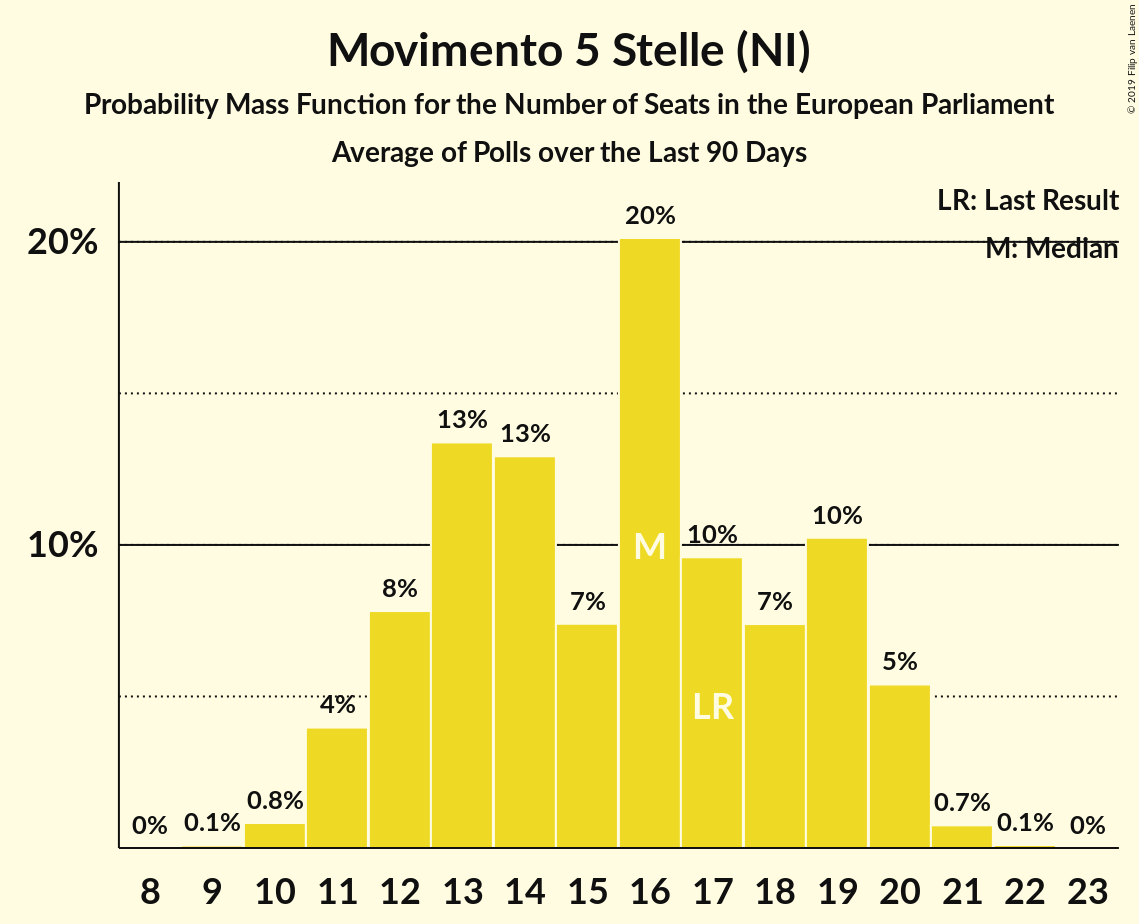 Movimento 5 Stelle (NI)
Probability Mass Function for the Number of Seats in the European Parliament
Average of Polls over the Last 90 Days
© 2019 Filip van Laenen
LR: Last Result
M: Median
20%
10%
0%
0.1%
0.8%
4%
8%
13%
13%
7%
20%
10%
7%
10%
5%
0.7%
0.1%
0%
M
LR
8 9 10 11 12 13 14 15 16 17 18 19 20 21 22 23